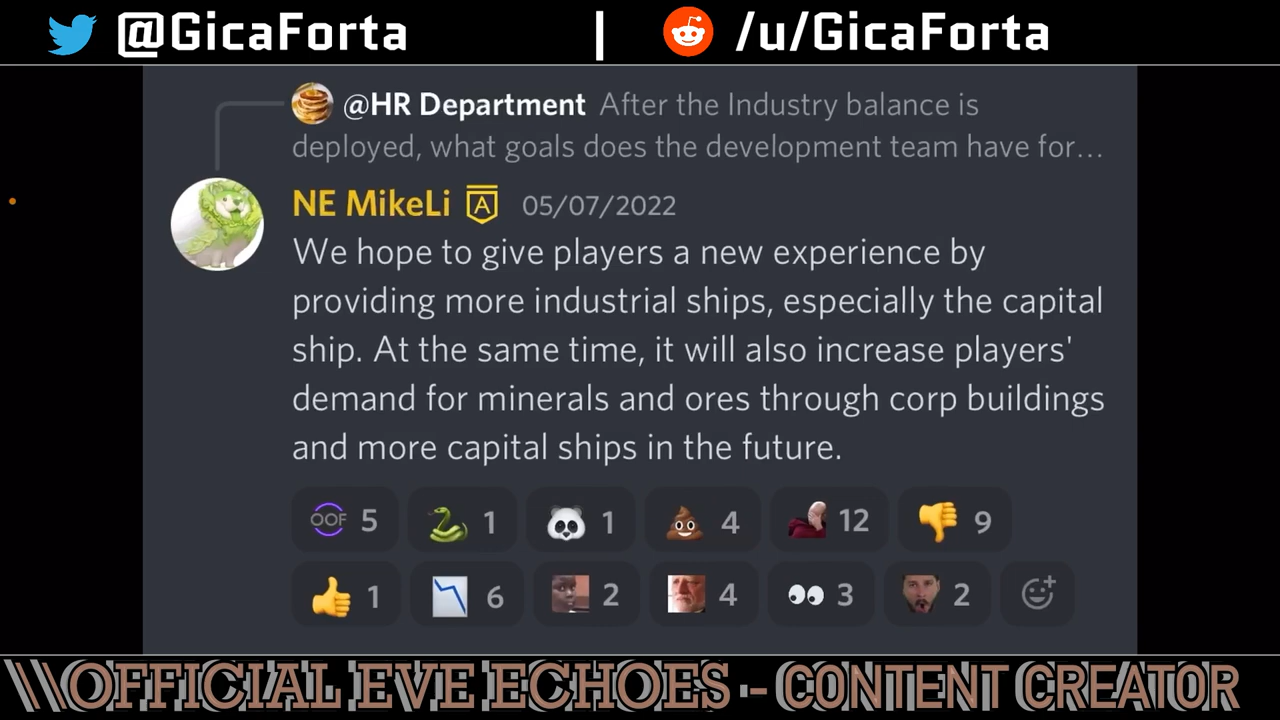 @GicaForta | /u/GicaForta
@HR Department After the Industry balance is
deployed, what goals does the development team have for...
NE MikeLi A 05/07/2022
We hope to give players a new experience by
providing more industrial ships, especially the capital
ship. At the same time, it will also increase players'
demand for minerals and ores through corp buildings
and more capital ships in the future.
OOF 5 1 1 4 12 9
1 6 2 4 3 2
\\OFFICIAL EVE ECHOES - CONTENT CREATOR